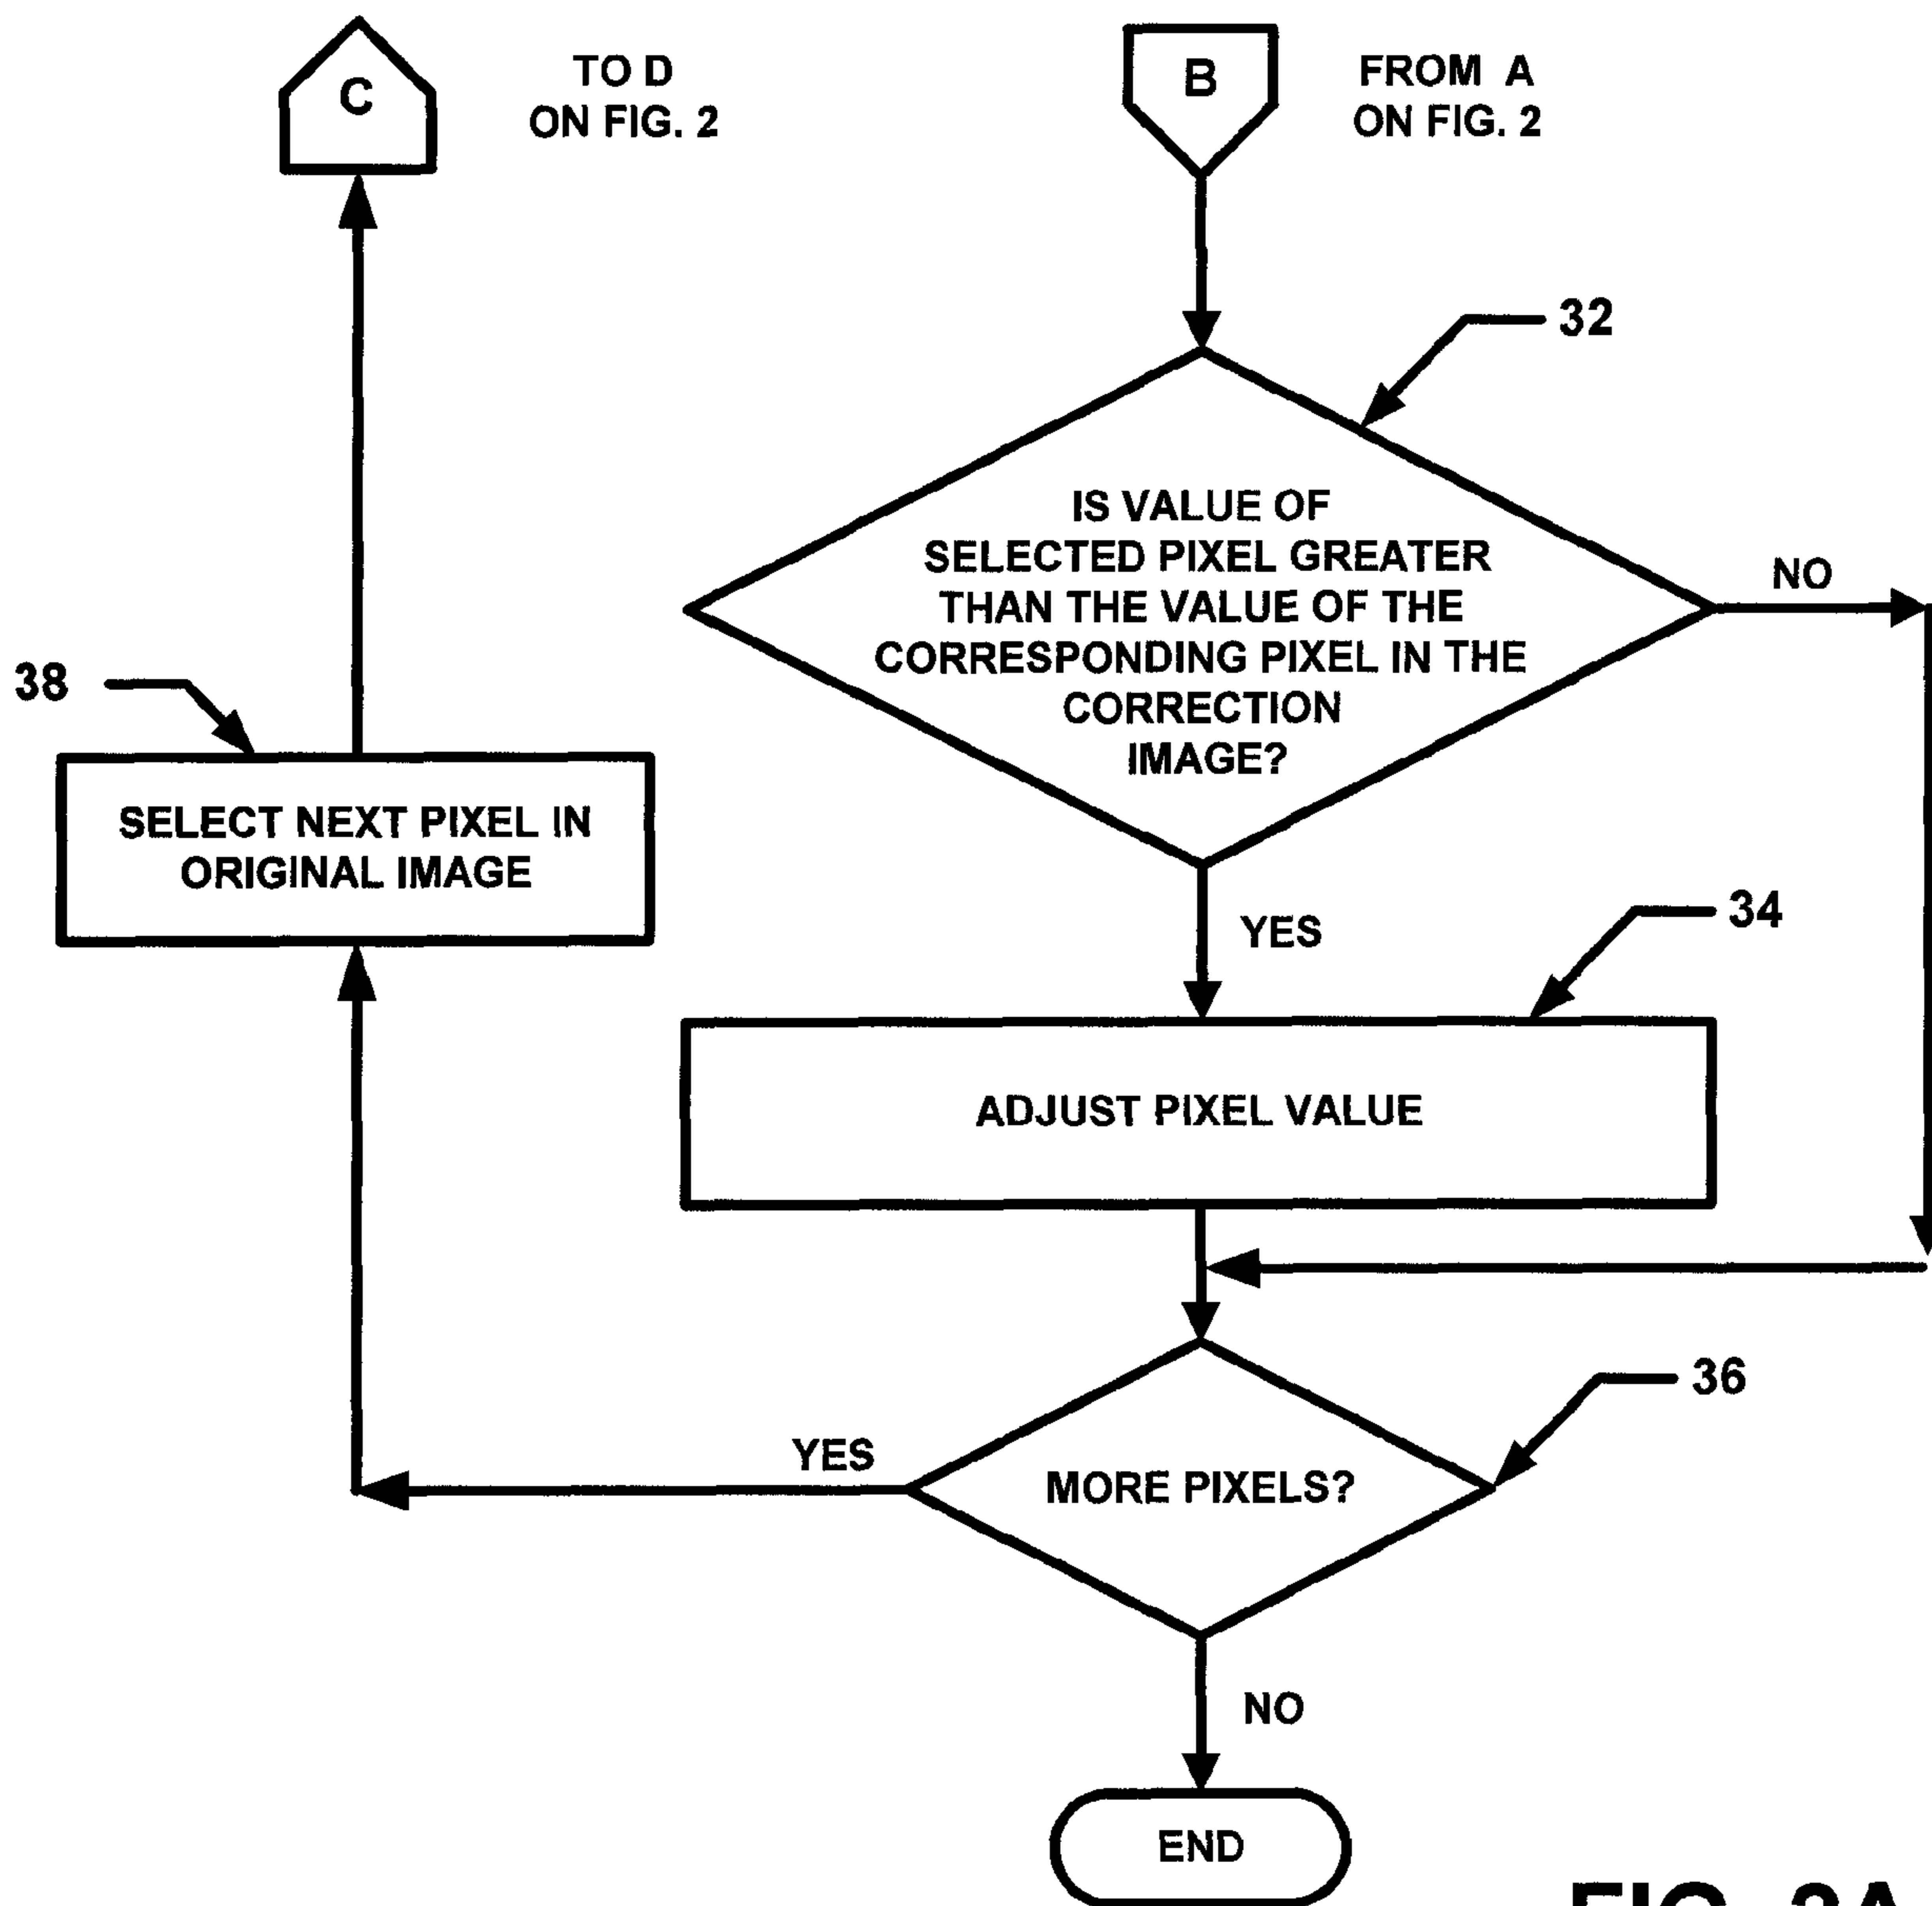 C
TO D
ON FIG. 2
B
FROM A
ON FIG. 2
32
IS VALUE OF
SELECTED PIXEL GREATER
THAN THE VALUE OF THE
CORRESPONDING PIXEL IN THE
CORRECTION
IMAGE?
NO
38
SELECT NEXT PIXEL IN
ORIGINAL IMAGE
YES
34
ADJUST PIXEL VALUE
36
YES
MORE PIXELS?
NO
END